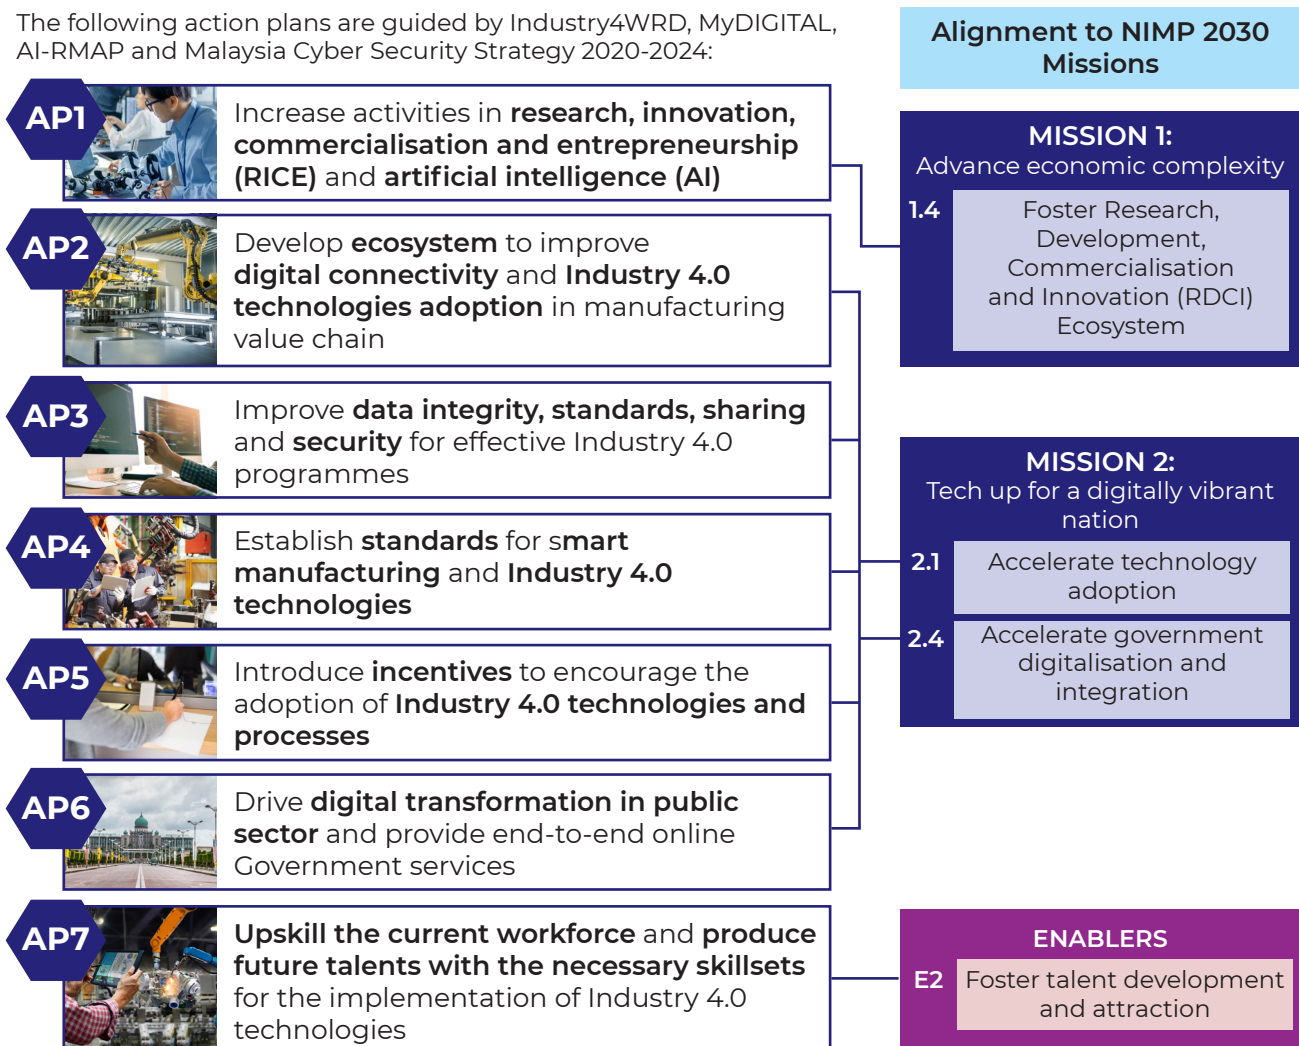 The following action plans are guided by Industry4WRD, MyDIGITAL,
AI-RMAP and Malaysia Cyber Security Strategy 2020-2024:
AP1
Increase activities in research, innovation,
commercialisation and entrepreneurship
(RICE) and artificial intelligence (AI)
AP2
Develop ecosystem to improve
digital connectivity and Industry 4.0
technologies adoption in manufacturing
value chain
AP3
Improve data integrity, standards, sharing
and security for effective Industry 4.0
programmes
AP4
Establish standards for smart
manufacturing and Industry 4.0
technologies
AP5
Introduce incentives to encourage the
adoption of Industry 4.0 technologies and
processes
AP6
Drive digital transformation in public
sector and provide end-to-end online
Government services
AP7
Upskill the current workforce and produce
future talents with the necessary skillsets
for the implementation of Industry 4.0
technologies
Alignment to NIMP 2030
Missions
MISSION 1:
Advance economic complexity
1.4
Foster Research,
Development,
Commercialisation
and Innovation (RDCI)
Ecosystem
MISSION 2:
Tech up for a digitally vibrant
nation
2.1
Accelerate technology
adoption
2.4
Accelerate government
digitalisation and
integration
ENABLERS
E2
Foster talent development
and attraction